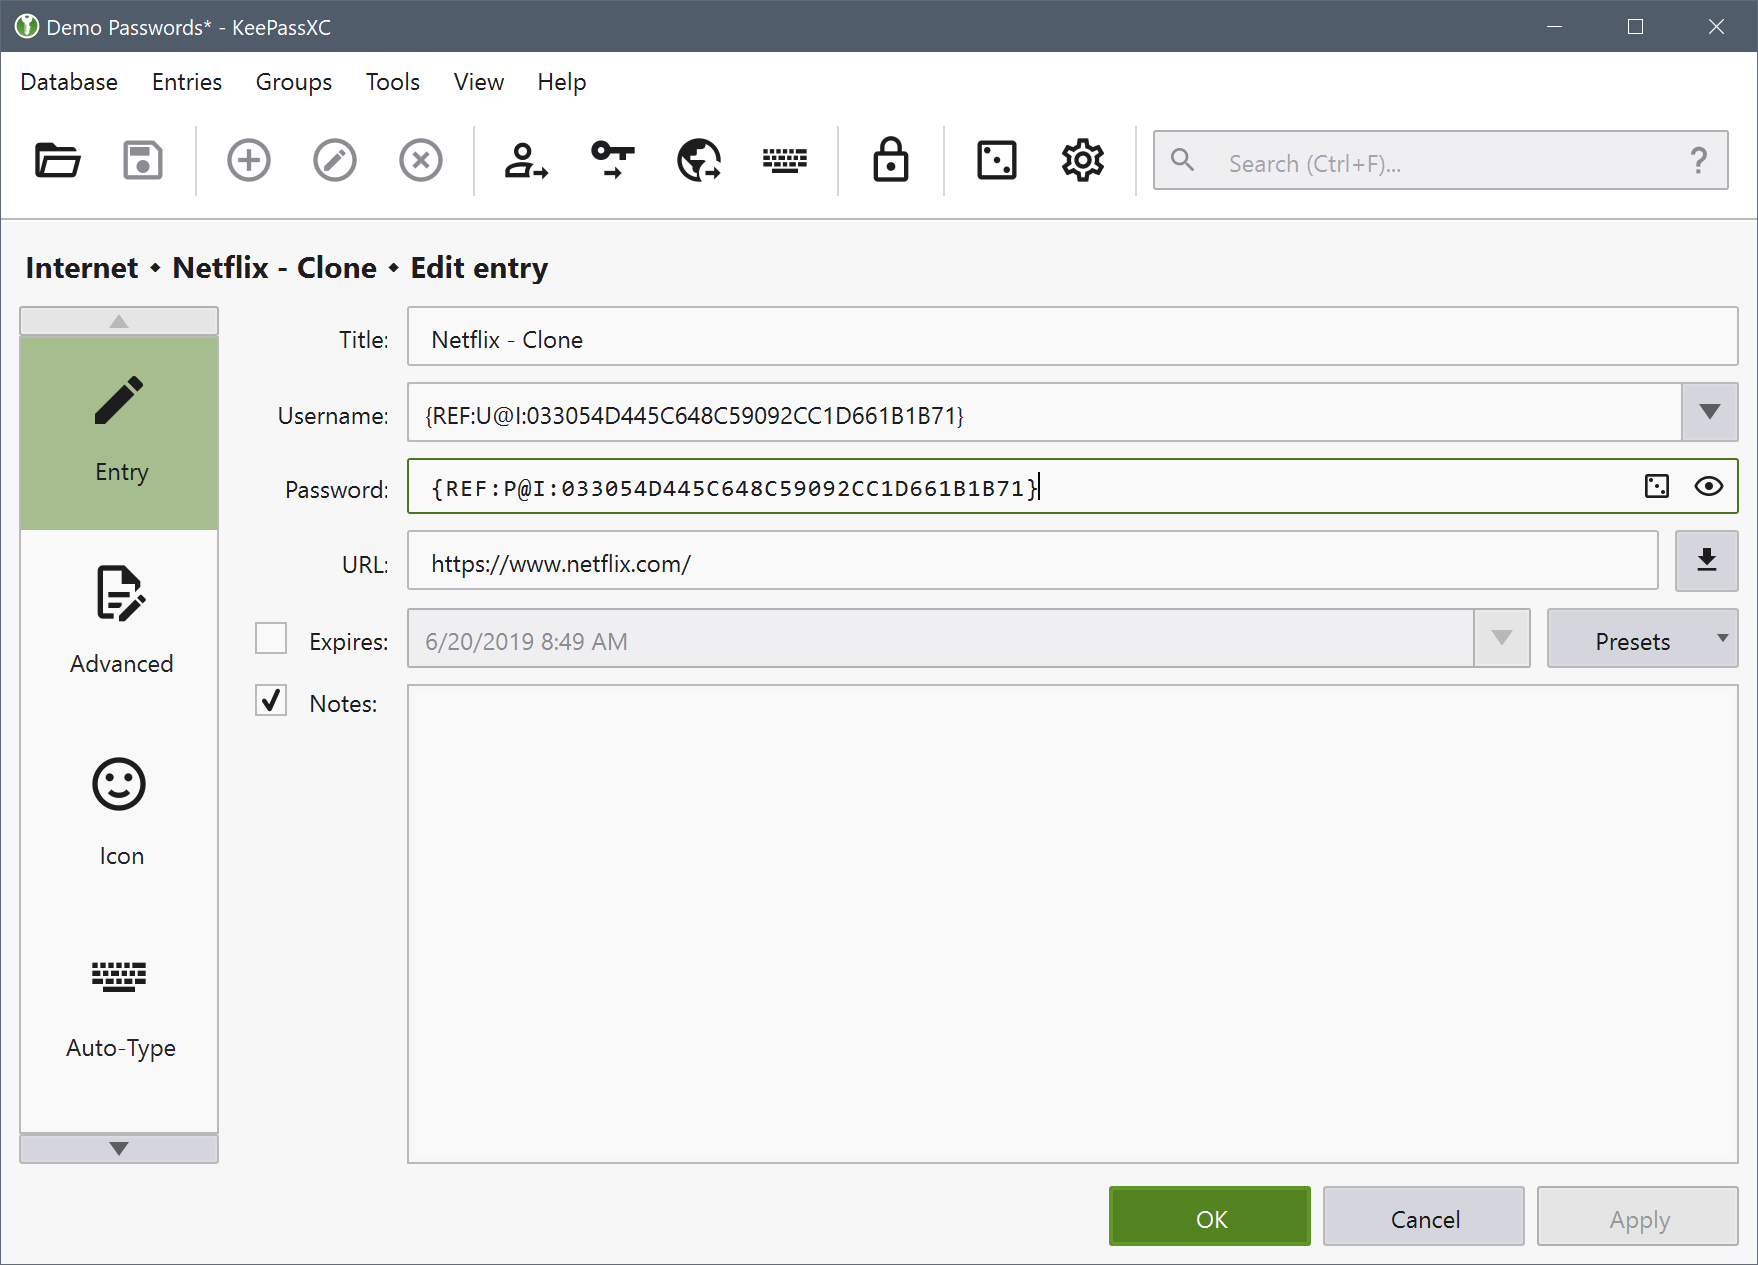 Demo Passwords* - KeePassXC
Database Entries Groups Tools View Help
Search (Ctrl+F)... ?
Internet • Netflix - Clone • Edit entry
Title: Netflix - Clone
Username: {REF:U@I:033054D445C648C59092CC1D661B1B71}
Password: {REF:P@I:033054D445C648C59092CC1D661B1B71}
URL: https://www.netflix.com/
Expires: 6/20/2019 8:49 AM Presets
Notes:
Entry
Advanced
Icon
Auto-Type
OK Cancel Apply